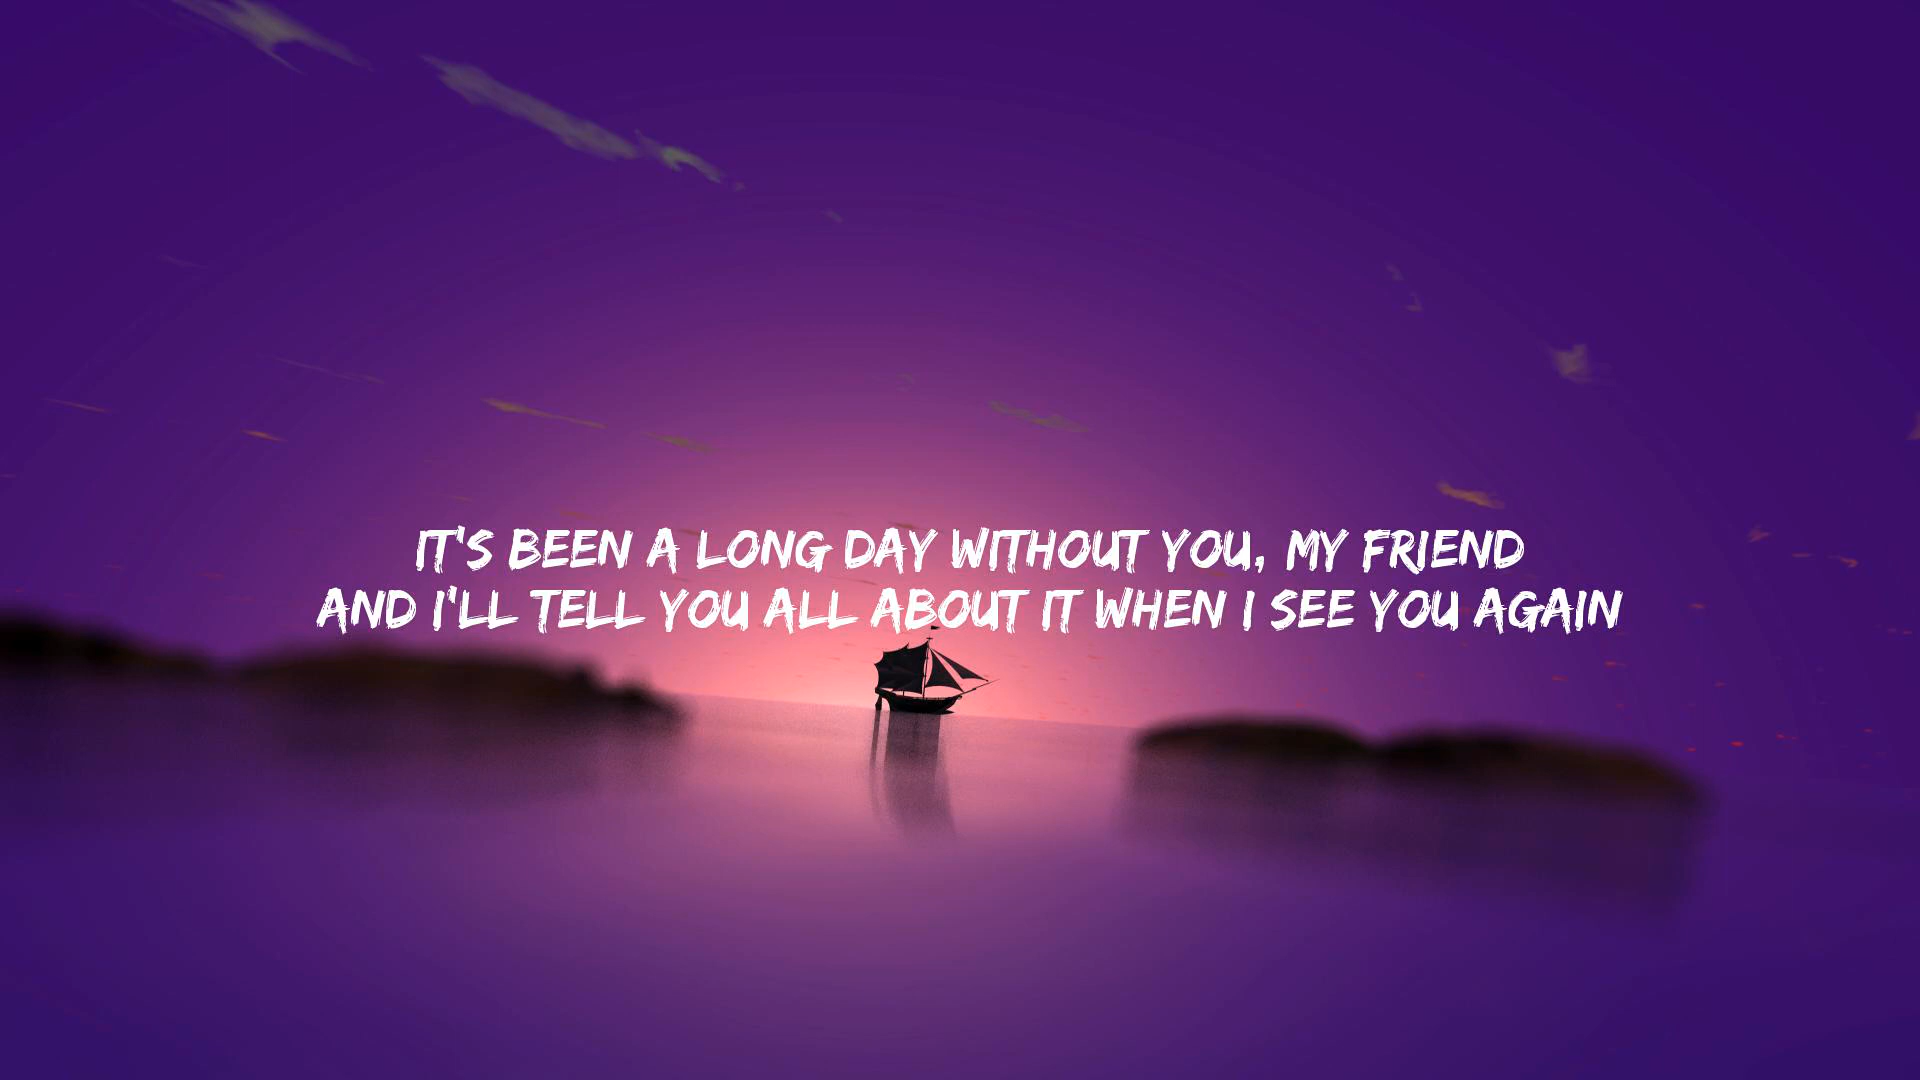 IT'S BEEN A LONG DAY WITHOUT YOU, MY FRIEND
AND I'LL TELL YOU ALL ABOUT IT WHEN I SEE YOU AGAIN